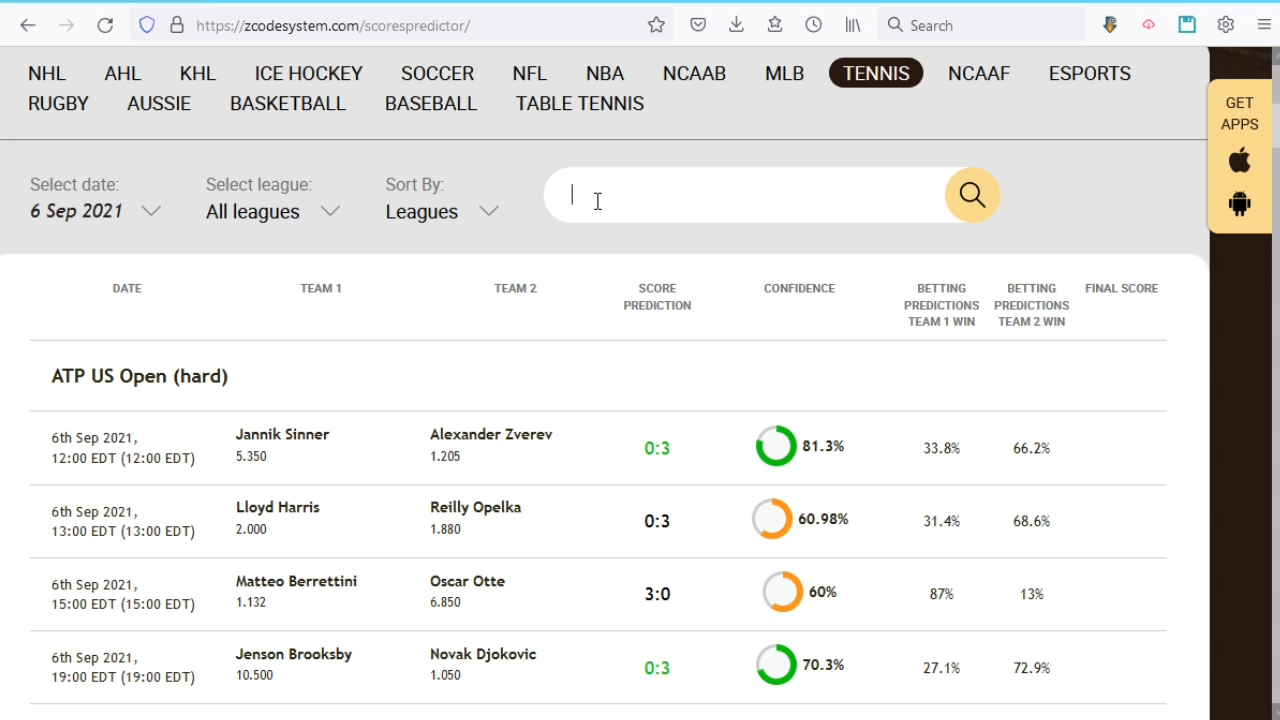 https://zcodesystem.com/scorespredictor/
Search
NHL AHL KHL ICE HOCKEY SOCCER NFL NBA NCAAB MLB TENNIS NCAAF ESPORTS
RUGBY AUSSIE BASKETBALL BASEBALL TABLE TENNIS
GET
APPS
Select date: Select league: Sort By:
6 Sep 2021 All leagues Leagues
DATE TEAM 1 TEAM 2 SCORE PREDICTION CONFIDENCE BETTING PREDICTIONS TEAM 1 WIN BETTING PREDICTIONS TEAM 2 WIN FINAL SCORE
ATP US Open (hard)
6th Sep 2021, Jannik Sinner Alexander Zverev
12:00 EDT (12:00 EDT) 5.350 1.205 0:3 81.3% 33.8% 66.2%
6th Sep 2021, Lloyd Harris Reilly Opelka
13:00 EDT (13:00 EDT) 2.000 1.880 0:3 60.98% 31.4% 68.6%
6th Sep 2021, Matteo Berrettini Oscar Otte
15:00 EDT (15:00 EDT) 1.132 6.850 3:0 60% 87% 13%
6th Sep 2021, Jenson Brooksby Novak Djokovic
19:00 EDT (19:00 EDT) 10.500 1.050 0:3 70.3% 27.1% 72.9%